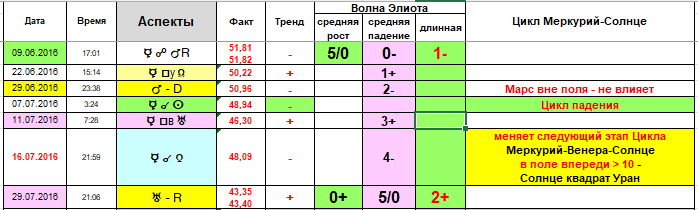 Волна Элиота
Дата Время Аспекты Факт Тренд средняя рост средняя падение длинная Цикл Меркурий-Солнце
09.06.2016 17:01 ☿ ☍ ♂R 51,81 51,82 - 5/0 0- 1-
22.06.2016 15:14 ☿ □у ☊ 50,22 + 1+
29.06.2016 23:38 ♂ - D 50,96 - 2- Марс вне поля - не влияет
07.07.2016 3:24 ☿ ☌ ☉ 48,94 - Цикл падения
11.07.2016 7:28 ☿ □в ♅ 46,30 + 3+
16.07.2016 21:59 ☿ ☌ ♀ 48,09 - 4- меняет следующий этап Цикла
Меркурий-Венера-Солнце
в поле впереди > 10 -
Солнце квадрат Уран
29.07.2016 21:06 ♅ - R 43,35 43,40 + 0+ 5/0 2+